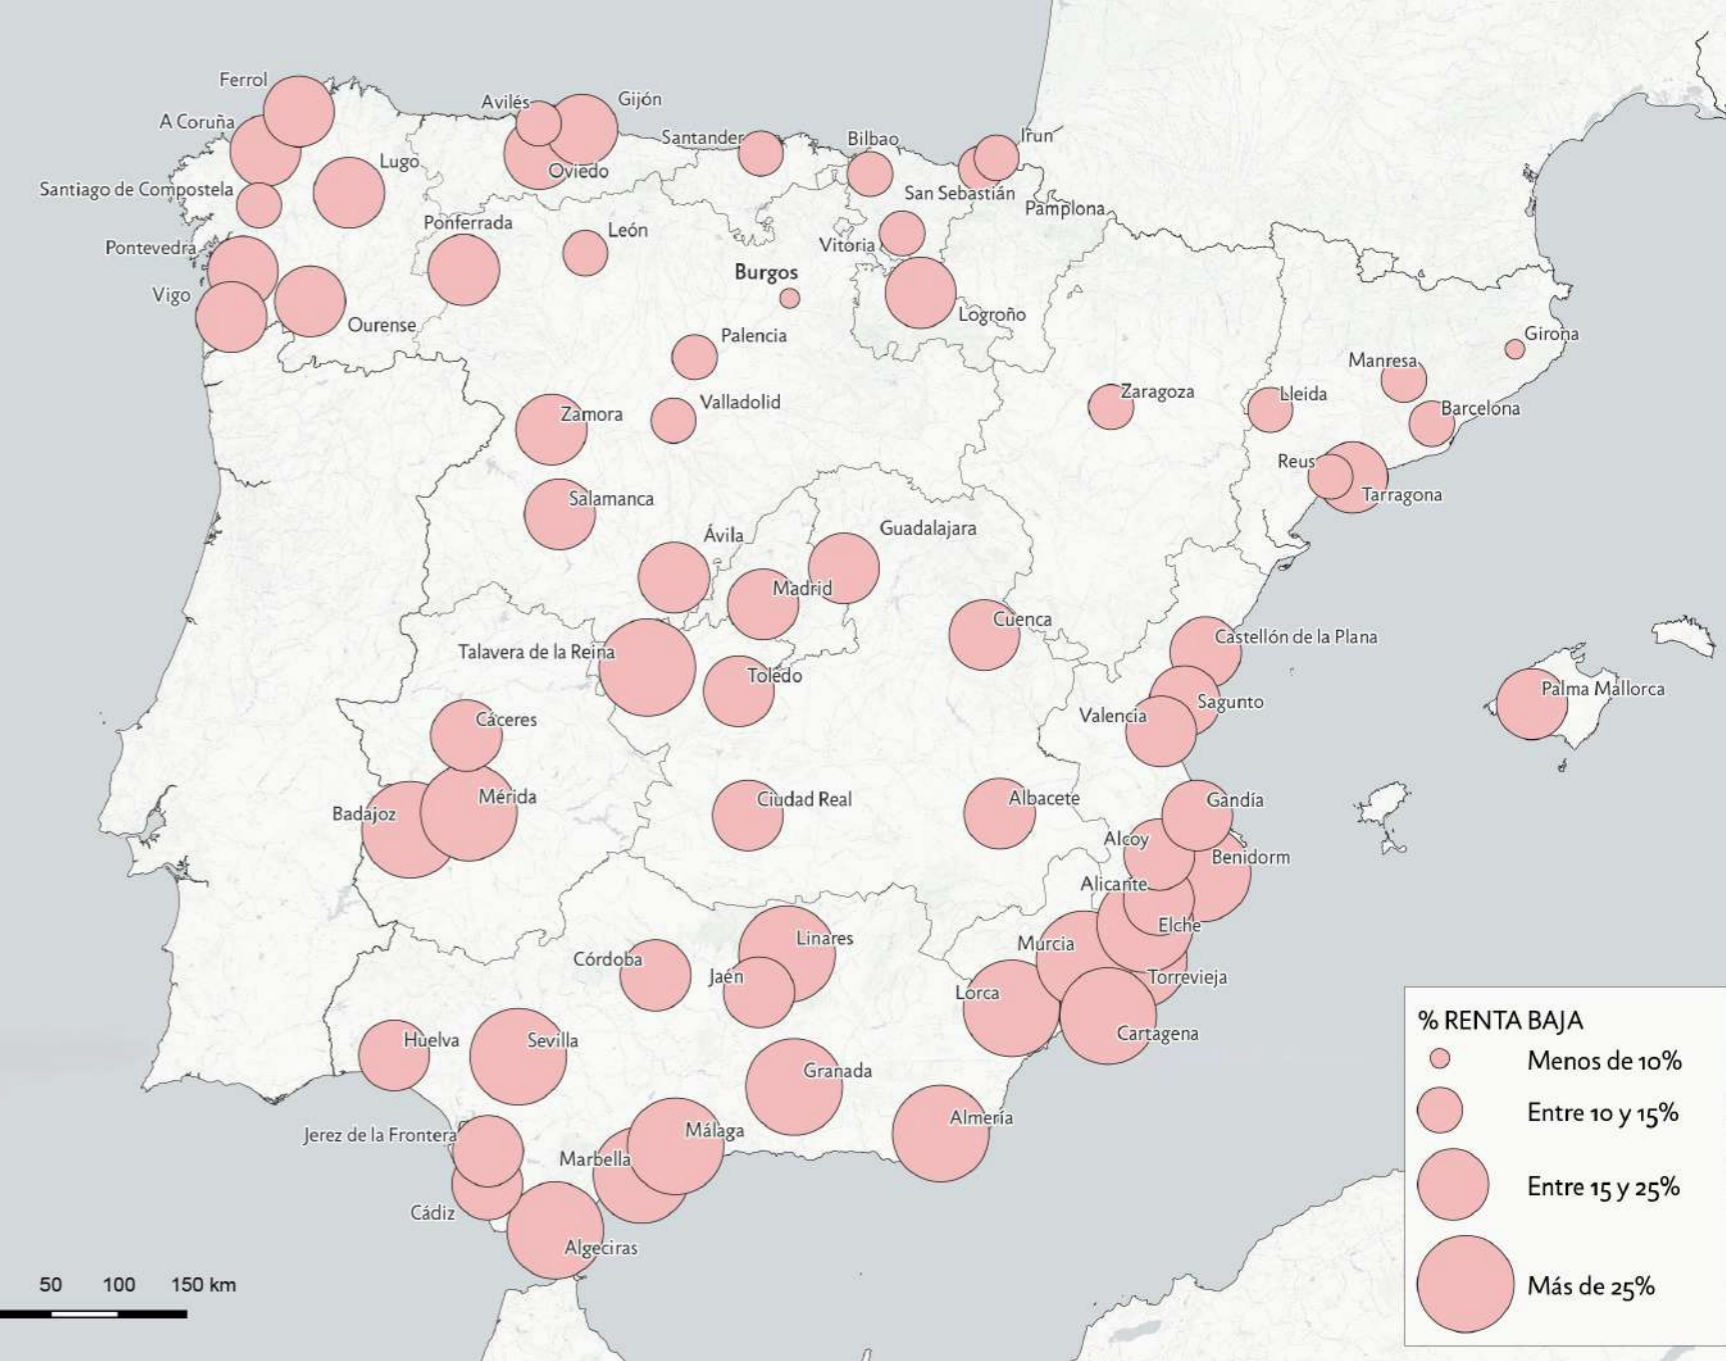 Ferrol
Avilés
Gijón
A Coruña
Santander
Bilbao
Irun
Lugo
Oviedo
Santiago de Compostela
San Sebastián
Pamplona
Ponferrada
León
Pontevedra
Vitoria
Burgos
Vigo
Ourense
Logroño
Palencia
Girona
Manresa
Zaragoza
Lleida
Zamora
Valladolid
Barcelona
Reus
Salamanca
Tarragona
Ávila
Guadalajara
Madrid
Cuenca
Castellón de la Plana
Talavera de la Reina
Toledo
Palma Mallorca
Sagunto
Valencia
Cáceres
Mérida
Ciudad Real
Albacete
Gandía
Badajoz
Alcoy
Benidorm
Alicante
Elche
Linares
Murcia
Córdoba
Jaén
Torrevieja
Lorca
Cartagena
Huelva
Sevilla
Granada
Almería
Jerez de la Frontera
Málaga
Marbella
Cádiz
Algeciras
50 100 150 km
% RENTA BAJA
Menos de 10%
Entre 10 y 15%
Entre 15 y 25%
Más de 25%